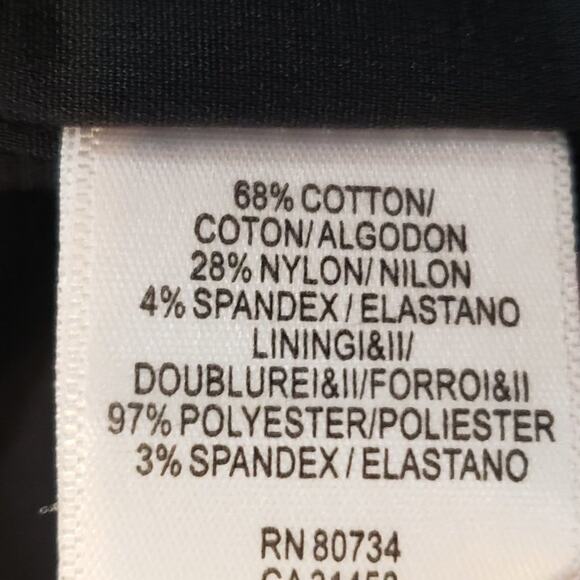 68% COTTON/
COTON/ALGODON
28% NYLON/NILON
4% SPANDEX/ELASTANO
LININGI&II/
DOUBLUREI&II/FORROI&II
97% POLYESTER/POLIESTER
3% SPANDEX/ELASTANO
RN 80734